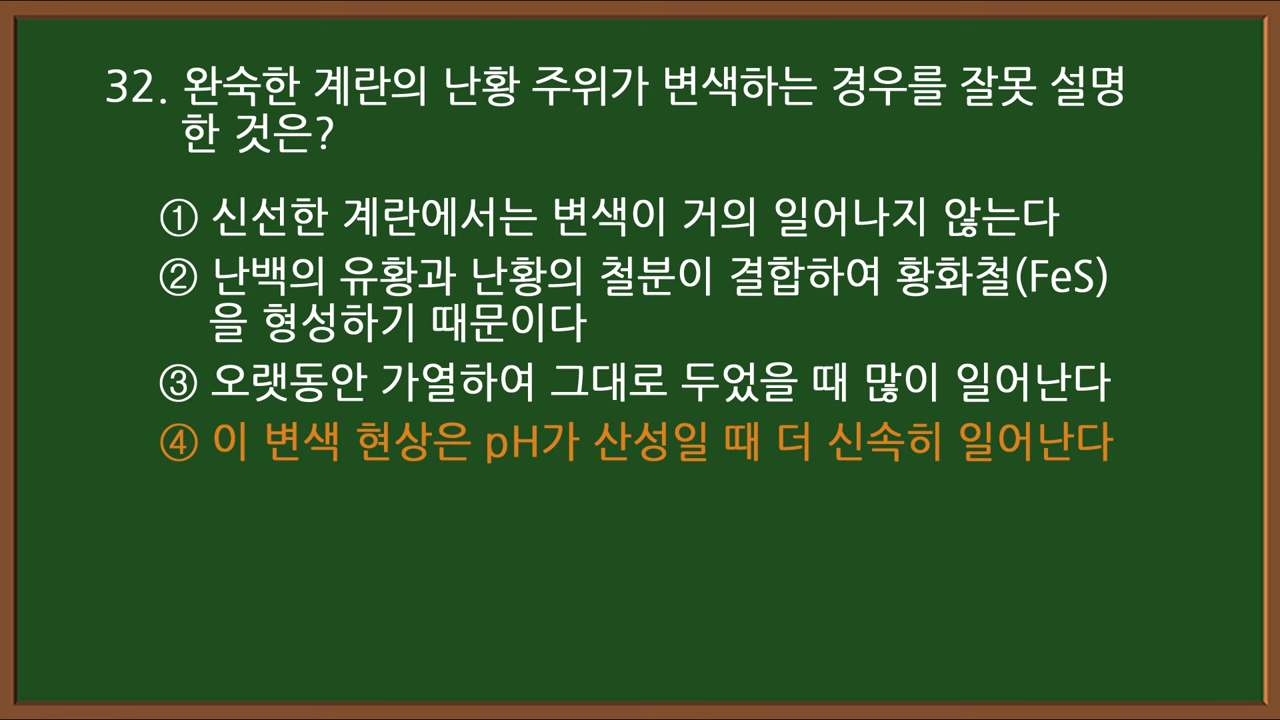 32. 완숙한 계란의 난황 주위가 변색하는 경우를 잘못 설명
한 것은?
① 신선한 계란에서는 변색이 거의 일어나지 않는다
② 난백의 유황과 난황의 철분이 결합하여 황화철(FeS)
을 형성하기 때문이다
③ 오랫동안 가열하여 그대로 두었을 때 많이 일어난다
④ 이 변색 현상은 pH가 산성일 때 더 신속히 일어난다